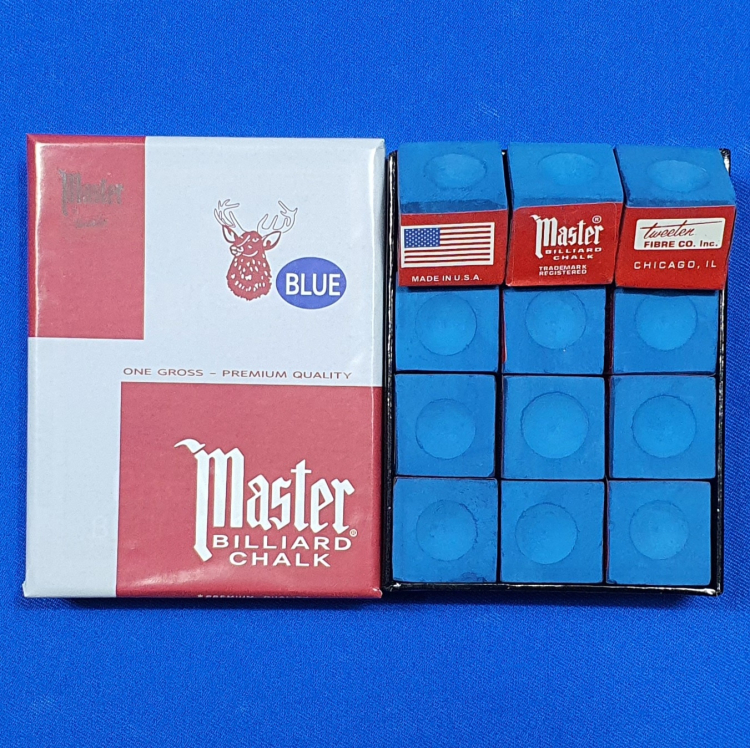 Master
BLUE
ONE GROSS – PREMIUM QUALITY
Master®
BILLIARD
CHALK
MADE IN U.S.A.
Master®
BILLIARD
CHALK
TRADEMARK
REGISTERED
Tweeten
FIBRE CO. Inc.
CHICAGO, IL